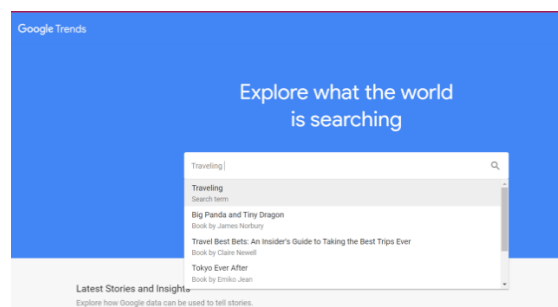 Google Trends
Explore what the world
is searching
Traveling
Traveling
Search term
Big Panda and Tiny Dragon
Book by James Norbury
Travel Best Bets: An Insider's Guide to Taking the Best Trips Ever
Book by Claire Newell
Tokyo Ever After
Book by Emiko Jean
Latest Stories and Insights
Explore how Google data can be used to tell stories.